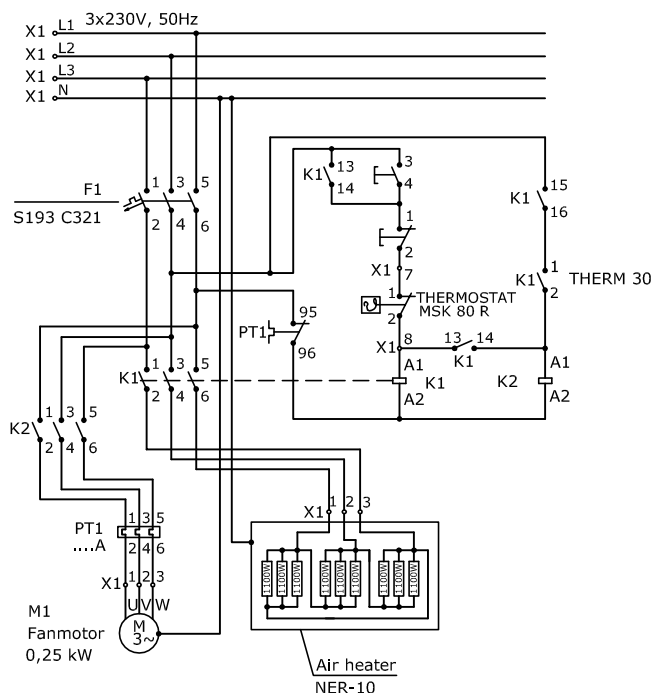 X1 L1 3x230V, 50Hz
X1 L2
X1 L3
X1 N
F1
S193 C321
1 3 5
2 4 6
K1 13
14
3
4
1
2
X1 7
15
K1
16
1
K1
2
THERM 30
1 THERMOSTAT
2 MSK 80 R
95
PT1
96
X1 8
13 14
K1
A1
K1
A2
A1
K2
A2
K1
1 3 5
2 4 6
K2
1 3 5
2 4 6
PT1
....A
1 3 5
2 4 6
X1 1 2 3
U V W
M
3~
M1
Fanmotor
0,25 kW
X1 1 2 3
1100W 1100W 1100W 1100W 1100W 1100W 1100W 1100W 1100W
Air heater
NER-10